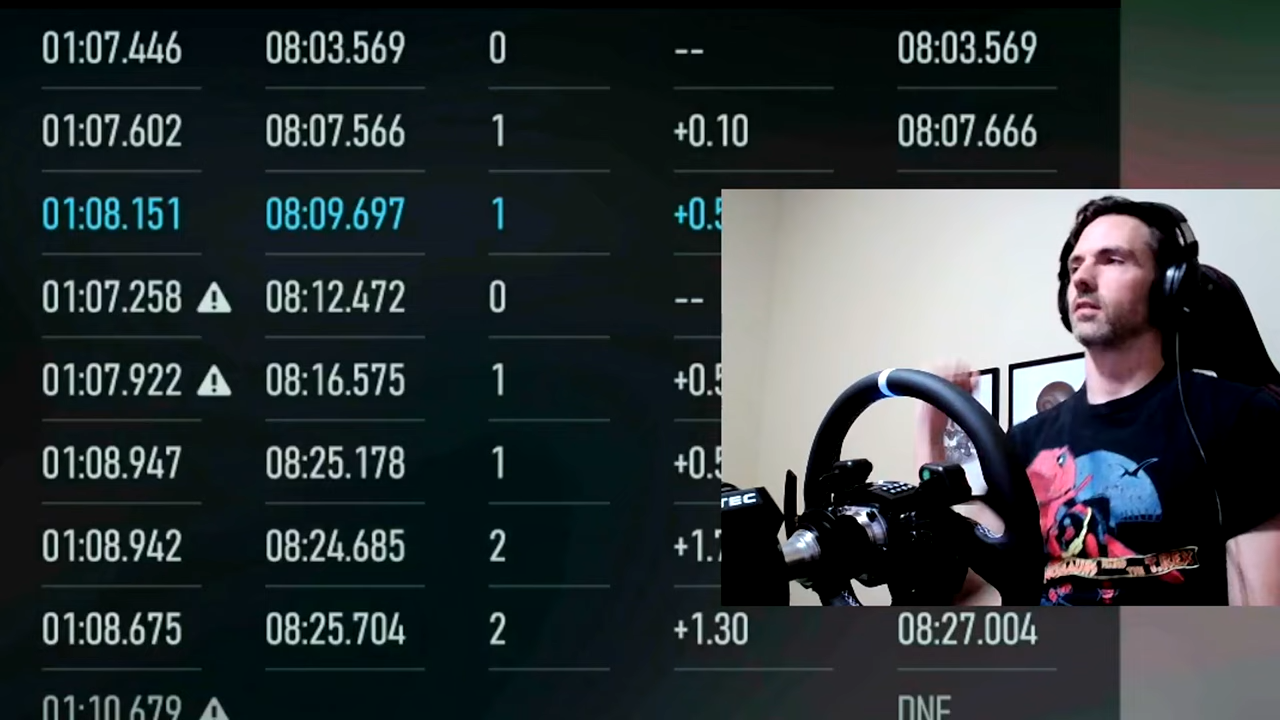 01:07.446 08:03.569 0 -- 08:03.569
01:07.602 08:07.566 1 +0.10 08:07.666
01:08.151 08:09.697 1
01:07.258 08:12.472 0 --
01:07.922 08:16.575 1
01:08.947 08:25.178 1
01:08.942 08:24.685 2
01:08.675 08:25.704 2 +1.30 08:27.004
01:10.679 DNF
TEC
T.REX